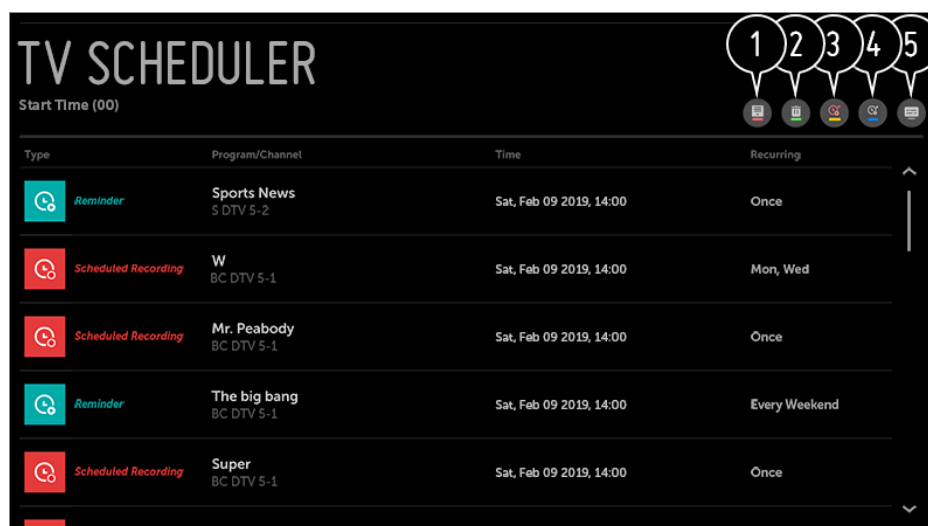 TV SCHEDULER
1 2 3 4 5
Start Time (00)
Type Program/Channel Time Recurring
Reminder Sports News Sat, Feb 09 2019, 14:00 Once
S DTV 5-2
Scheduled Recording W Sat, Feb 09 2019, 14:00 Mon, Wed
BC DTV 5-1
Scheduled Recording Mr. Peabody Sat, Feb 09 2019, 14:00 Once
BC DTV 5-1
Reminder The big bang Sat, Feb 09 2019, 14:00 Every Weekend
BC DTV 5-1
Scheduled Recording Super Sat, Feb 09 2019, 14:00 Once
BC DTV 5-1